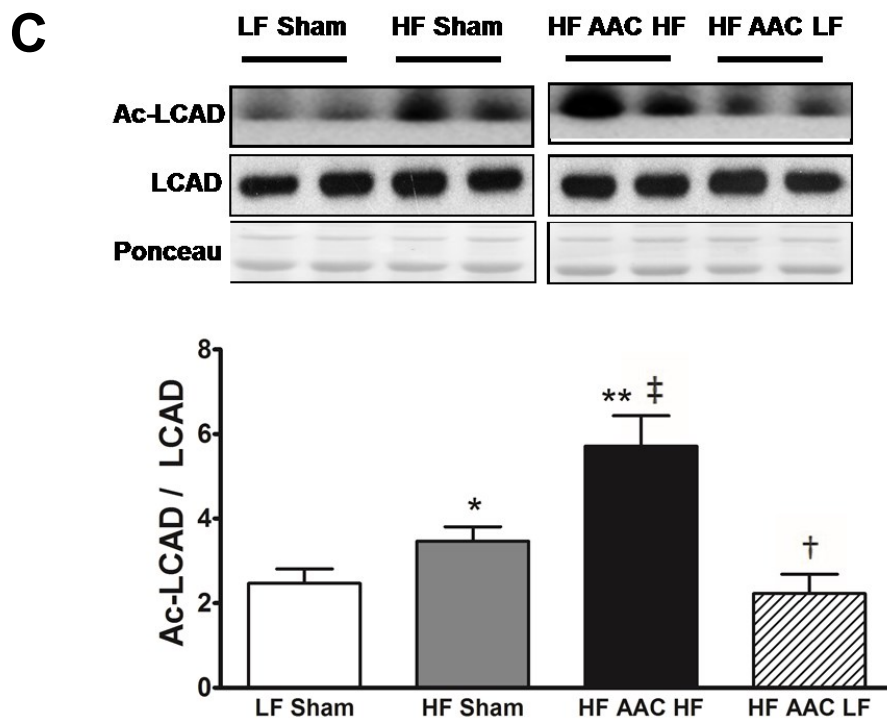 C
LF Sham HF Sham HF AAC HF HF AAC LF
Ac-LCAD
LCAD
Ponceau
Ac-LCAD / LCAD
8
6
4
2
0
*
** ‡
†
LF Sham HF Sham HF AAC HF HF AAC LF